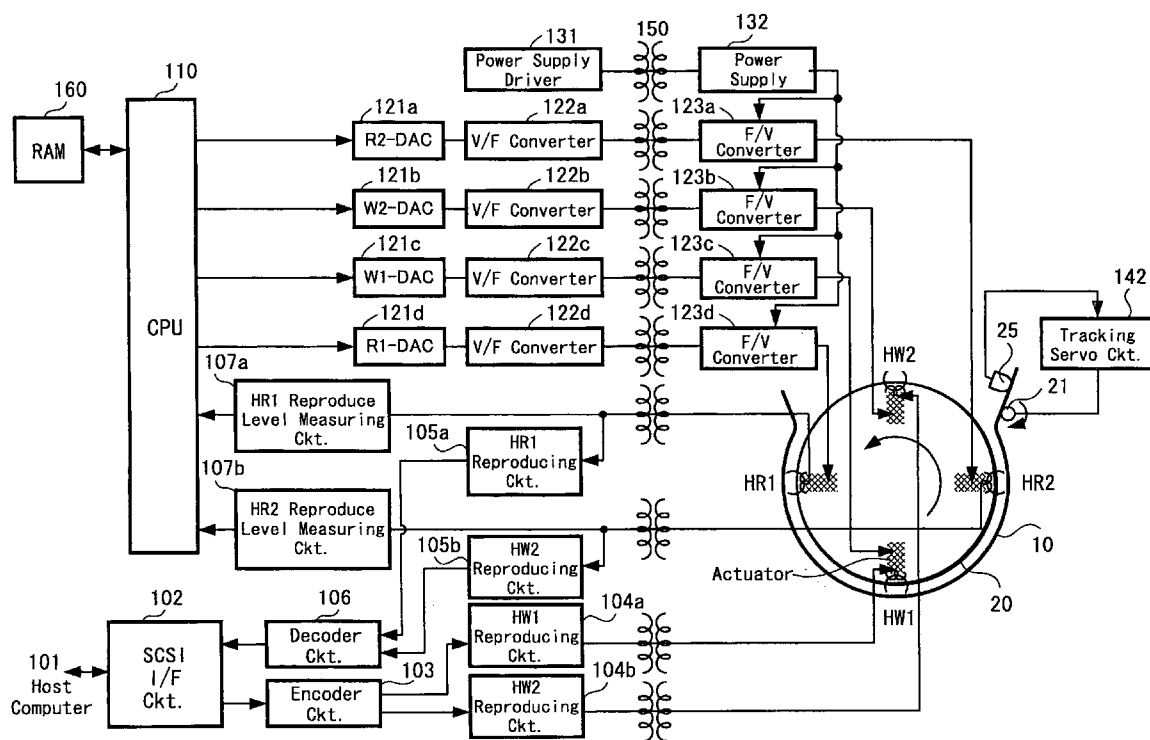 131
150
132
Power Supply
Driver
Power
Supply
160
110
RAM
CPU
121a
122a
123a
R2-DAC
V/F Converter
F/V
Converter
121b
122b
123b
W2-DAC
V/F Converter
F/V
Converter
121c
122c
123c
W1-DAC
V/F Converter
F/V
Converter
121d
122d
123d
R1-DAC
V/F Converter
F/V
Converter
142
Tracking
Servo Ckt.
25
21
HW2
HR1
HR2
HW1
10
20
Actuator
107a
HR1 Reproduce
Level Measuring
Ckt.
105a
HR1
Reproducing
Ckt.
107b
HR2 Reproduce
Level Measuring
Ckt.
105b
HW2
Reproducing
Ckt.
102
106
104a
SCSI
I/F
Ckt.
Decoder
Ckt.
HW1
Reproducing
Ckt.
101
Host
Computer
103
104b
Encoder
Ckt.
HW2
Reproducing
Ckt.